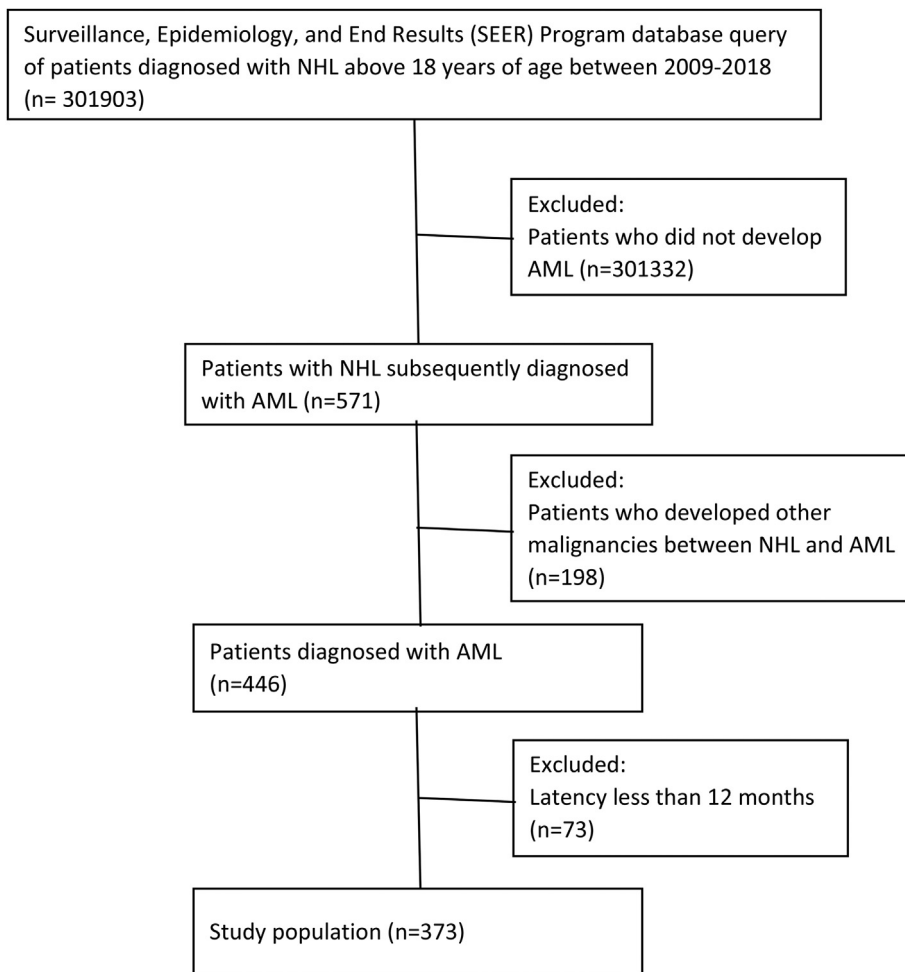 Surveillance, Epidemiology, and End Results (SEER) Program database query
of patients diagnosed with NHL above 18 years of age between 2009-2018
(n= 301903)
Excluded:
Patients who did not develop
AML (n=301332)
Patients with NHL subsequently diagnosed
with AML (n=571)
Excluded:
Patients who developed other
malignancies between NHL and AML
(n=198)
Patients diagnosed with AML
(n=446)
Excluded:
Latency less than 12 months
(n=73)
Study population (n=373)